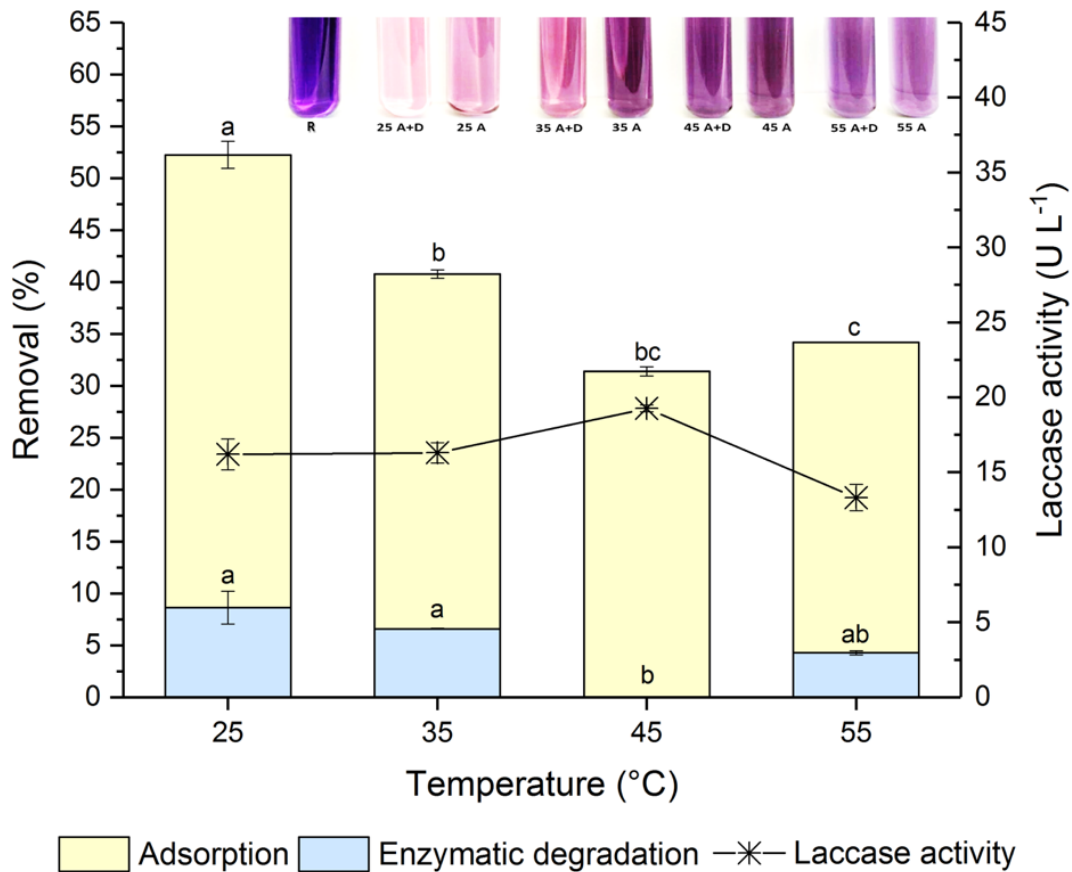 65
60
55
50
45
40
35
30
25
20
15
10
5
0
Removal (%)
45
40
35
30
25
20
15
10
5
0
Laccase activity (U L⁻¹)
R 25 A+D 25 A 35 A+D 35 A 45 A+D 45 A 55 A+D 55 A
a
b
bc
c
a
a
b
ab
25 35 45 55
Temperature (°C)
Adsorption Enzymatic degradation Laccase activity